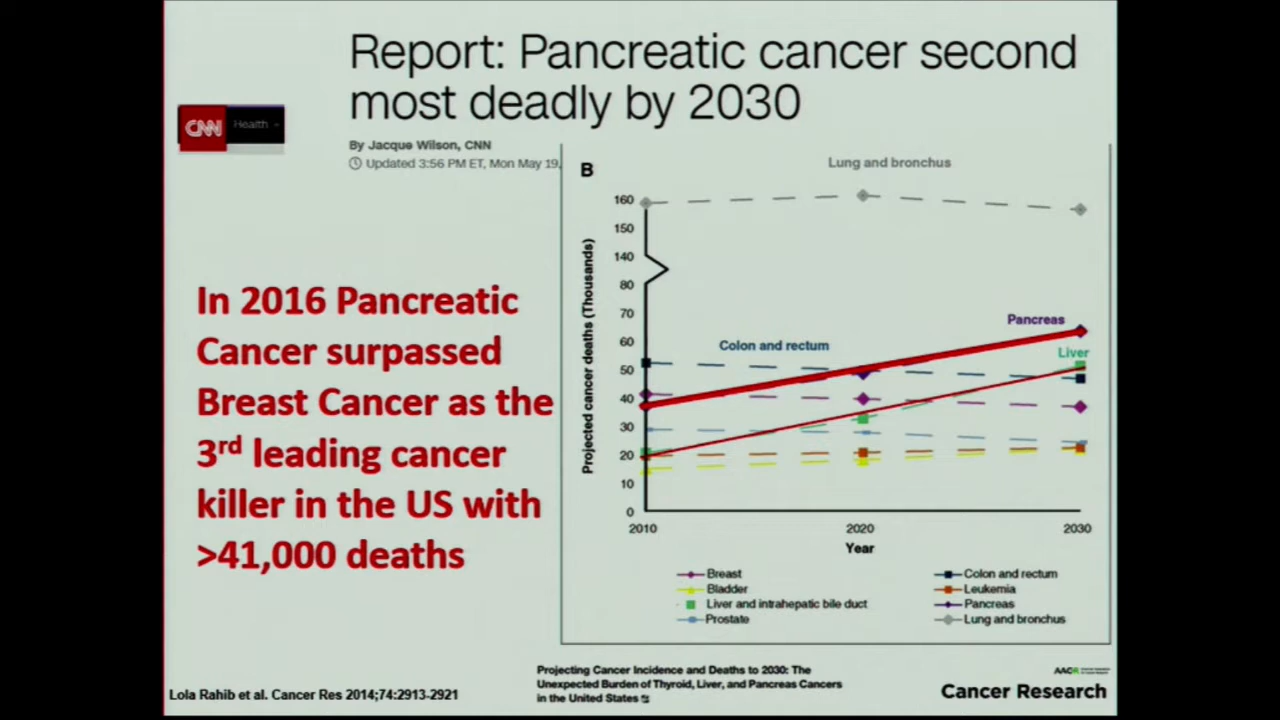 Report: Pancreatic cancer second
most deadly by 2030
CNN Health
By Jacque Wilson, CNN
Updated 3:56 PM ET, Mon May 19,
In 2016 Pancreatic
Cancer surpassed
Breast Cancer as the
3rd leading cancer
killer in the US with
>41,000 deaths
B
Lung and bronchus
Projected cancer deaths (Thousands)
160
150
140
80
70
60
50
40
30
20
10
0
Pancreas
Colon and rectum
Liver
2010 2020 2030
Year
Breast
Bladder
Liver and intrahepatic bile duct
Prostate
Colon and rectum
Leukemia
Pancreas
Lung and bronchus
Lola Rahib et al. Cancer Res 2014;74:2913-2921
Projecting Cancer Incidence and Deaths to 2030: The
Unexpected Burden of Thyroid, Liver, and Pancreas Cancers
in the United States
AACR
Cancer Research